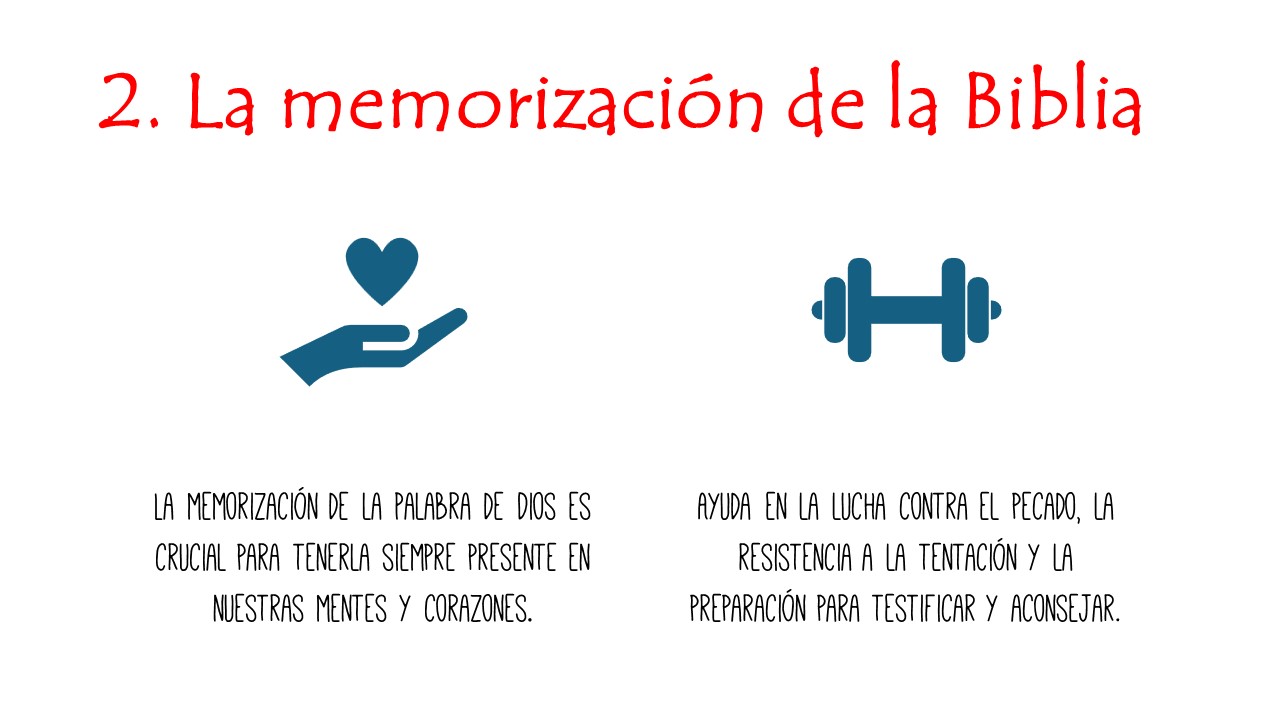 2. La memorización de la Biblia
LA MEMORIZACIÓN DE LA PALABRA DE DIOS ES
CRUCIAL PARA TENERLA SIEMPRE PRESENTE EN
NUESTRAS MENTES Y CORAZONES.
AYUDA EN LA LUCHA CONTRA EL PECADO, LA
RESISTENCIA A LA TENTACIÓN Y LA
PREPARACIÓN PARA TESTIFICAR Y ACONSEJAR.